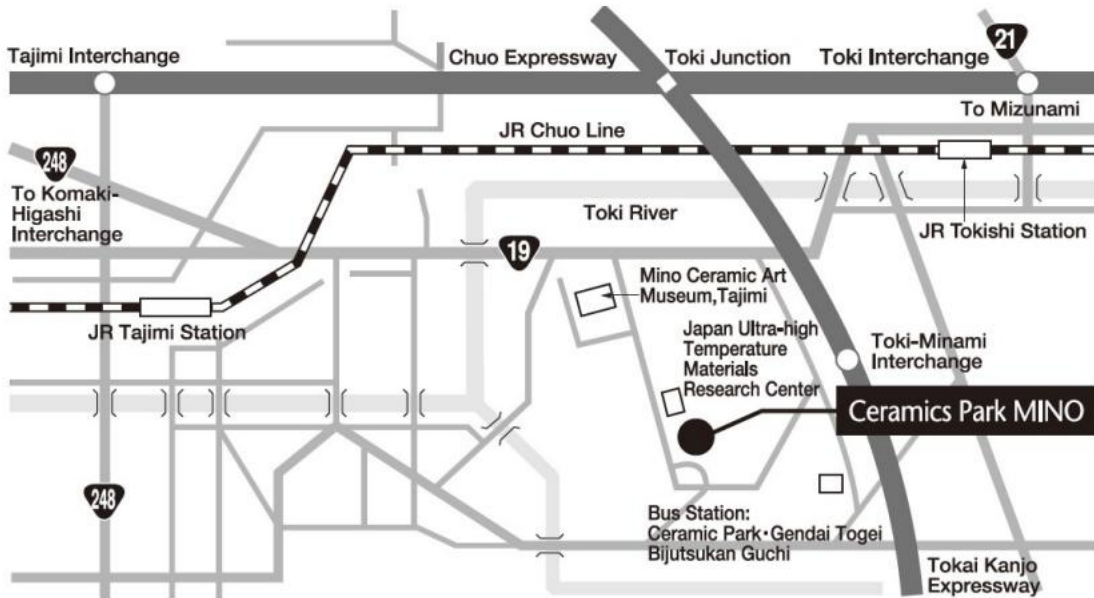 21
Tajimi Interchange
Chuo Expressway
Toki Junction
Toki Interchange
To Mizunami
JR Chuo Line
248
To Komaki-
Higashi
Interchange
Toki River
JR Tokishi Station
19
Mino Ceramic Art
Museum,Tajimi
JR Tajimi Station
Japan Ultra-high
Temperature
Materials
Research Center
Toki-Minami
Interchange
Ceramics Park MINO
248
Bus Station:
Ceramic Park・Gendai Togei
Bijutsukan Guchi
Tokai Kanjo
Expressway